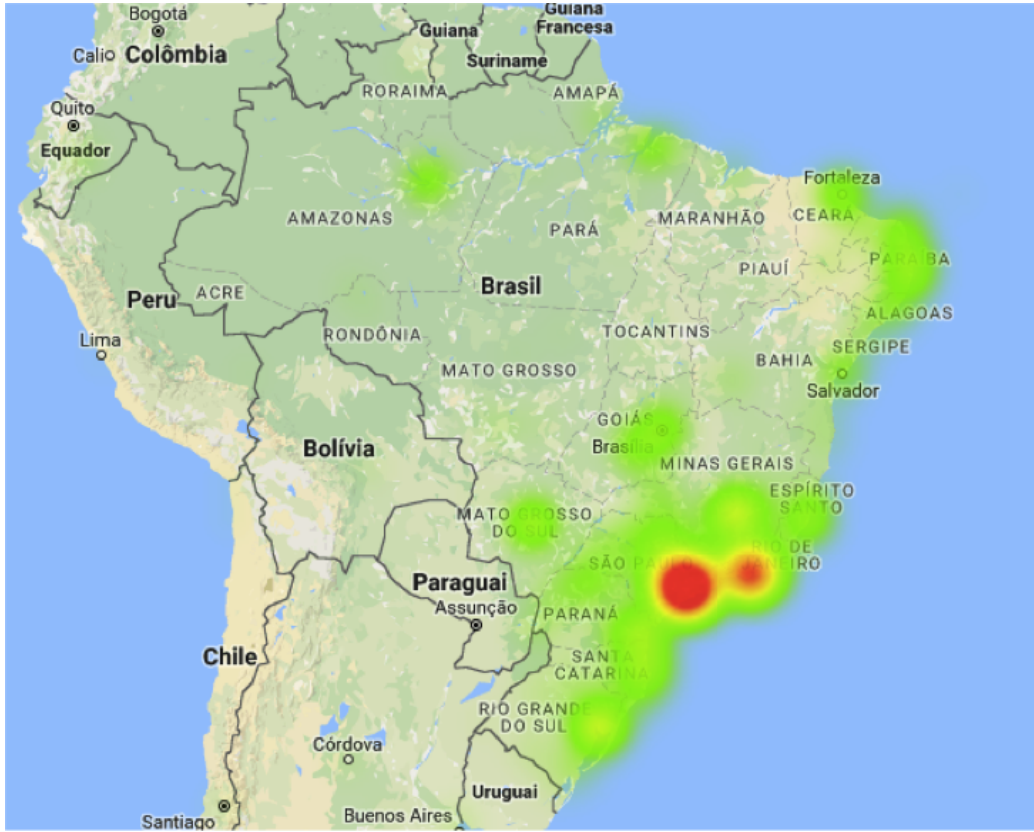 Bogotá
Cali
Colômbia
Guiana
Suriname
Guiana
Francesa
RORAIMA
AMAPÁ
Quito
Equador
Fortaleza
AMAZONAS
PARÁ
MARANHÃO
CEARÁ
PIAUÍ
PARAÍBA
Peru
ACRE
Brasil
ALAGOAS
Lima
RONDÔNIA
TOCANTINS
SERGIPE
MATO GROSSO
BAHIA
Salvador
GOIÁS
Brasília
Bolívia
MINAS GERAIS
ESPÍRITO
SANTO
MATO GROSSO
DO SUL
RIO DE
JANEIRO
SÃO PAULO
Paraguai
Assunção
PARANÁ
Chile
SANTA
CATARINA
RIO GRANDE
DO SUL
Córdova
Uruguai
Santiago
Buenos Aires